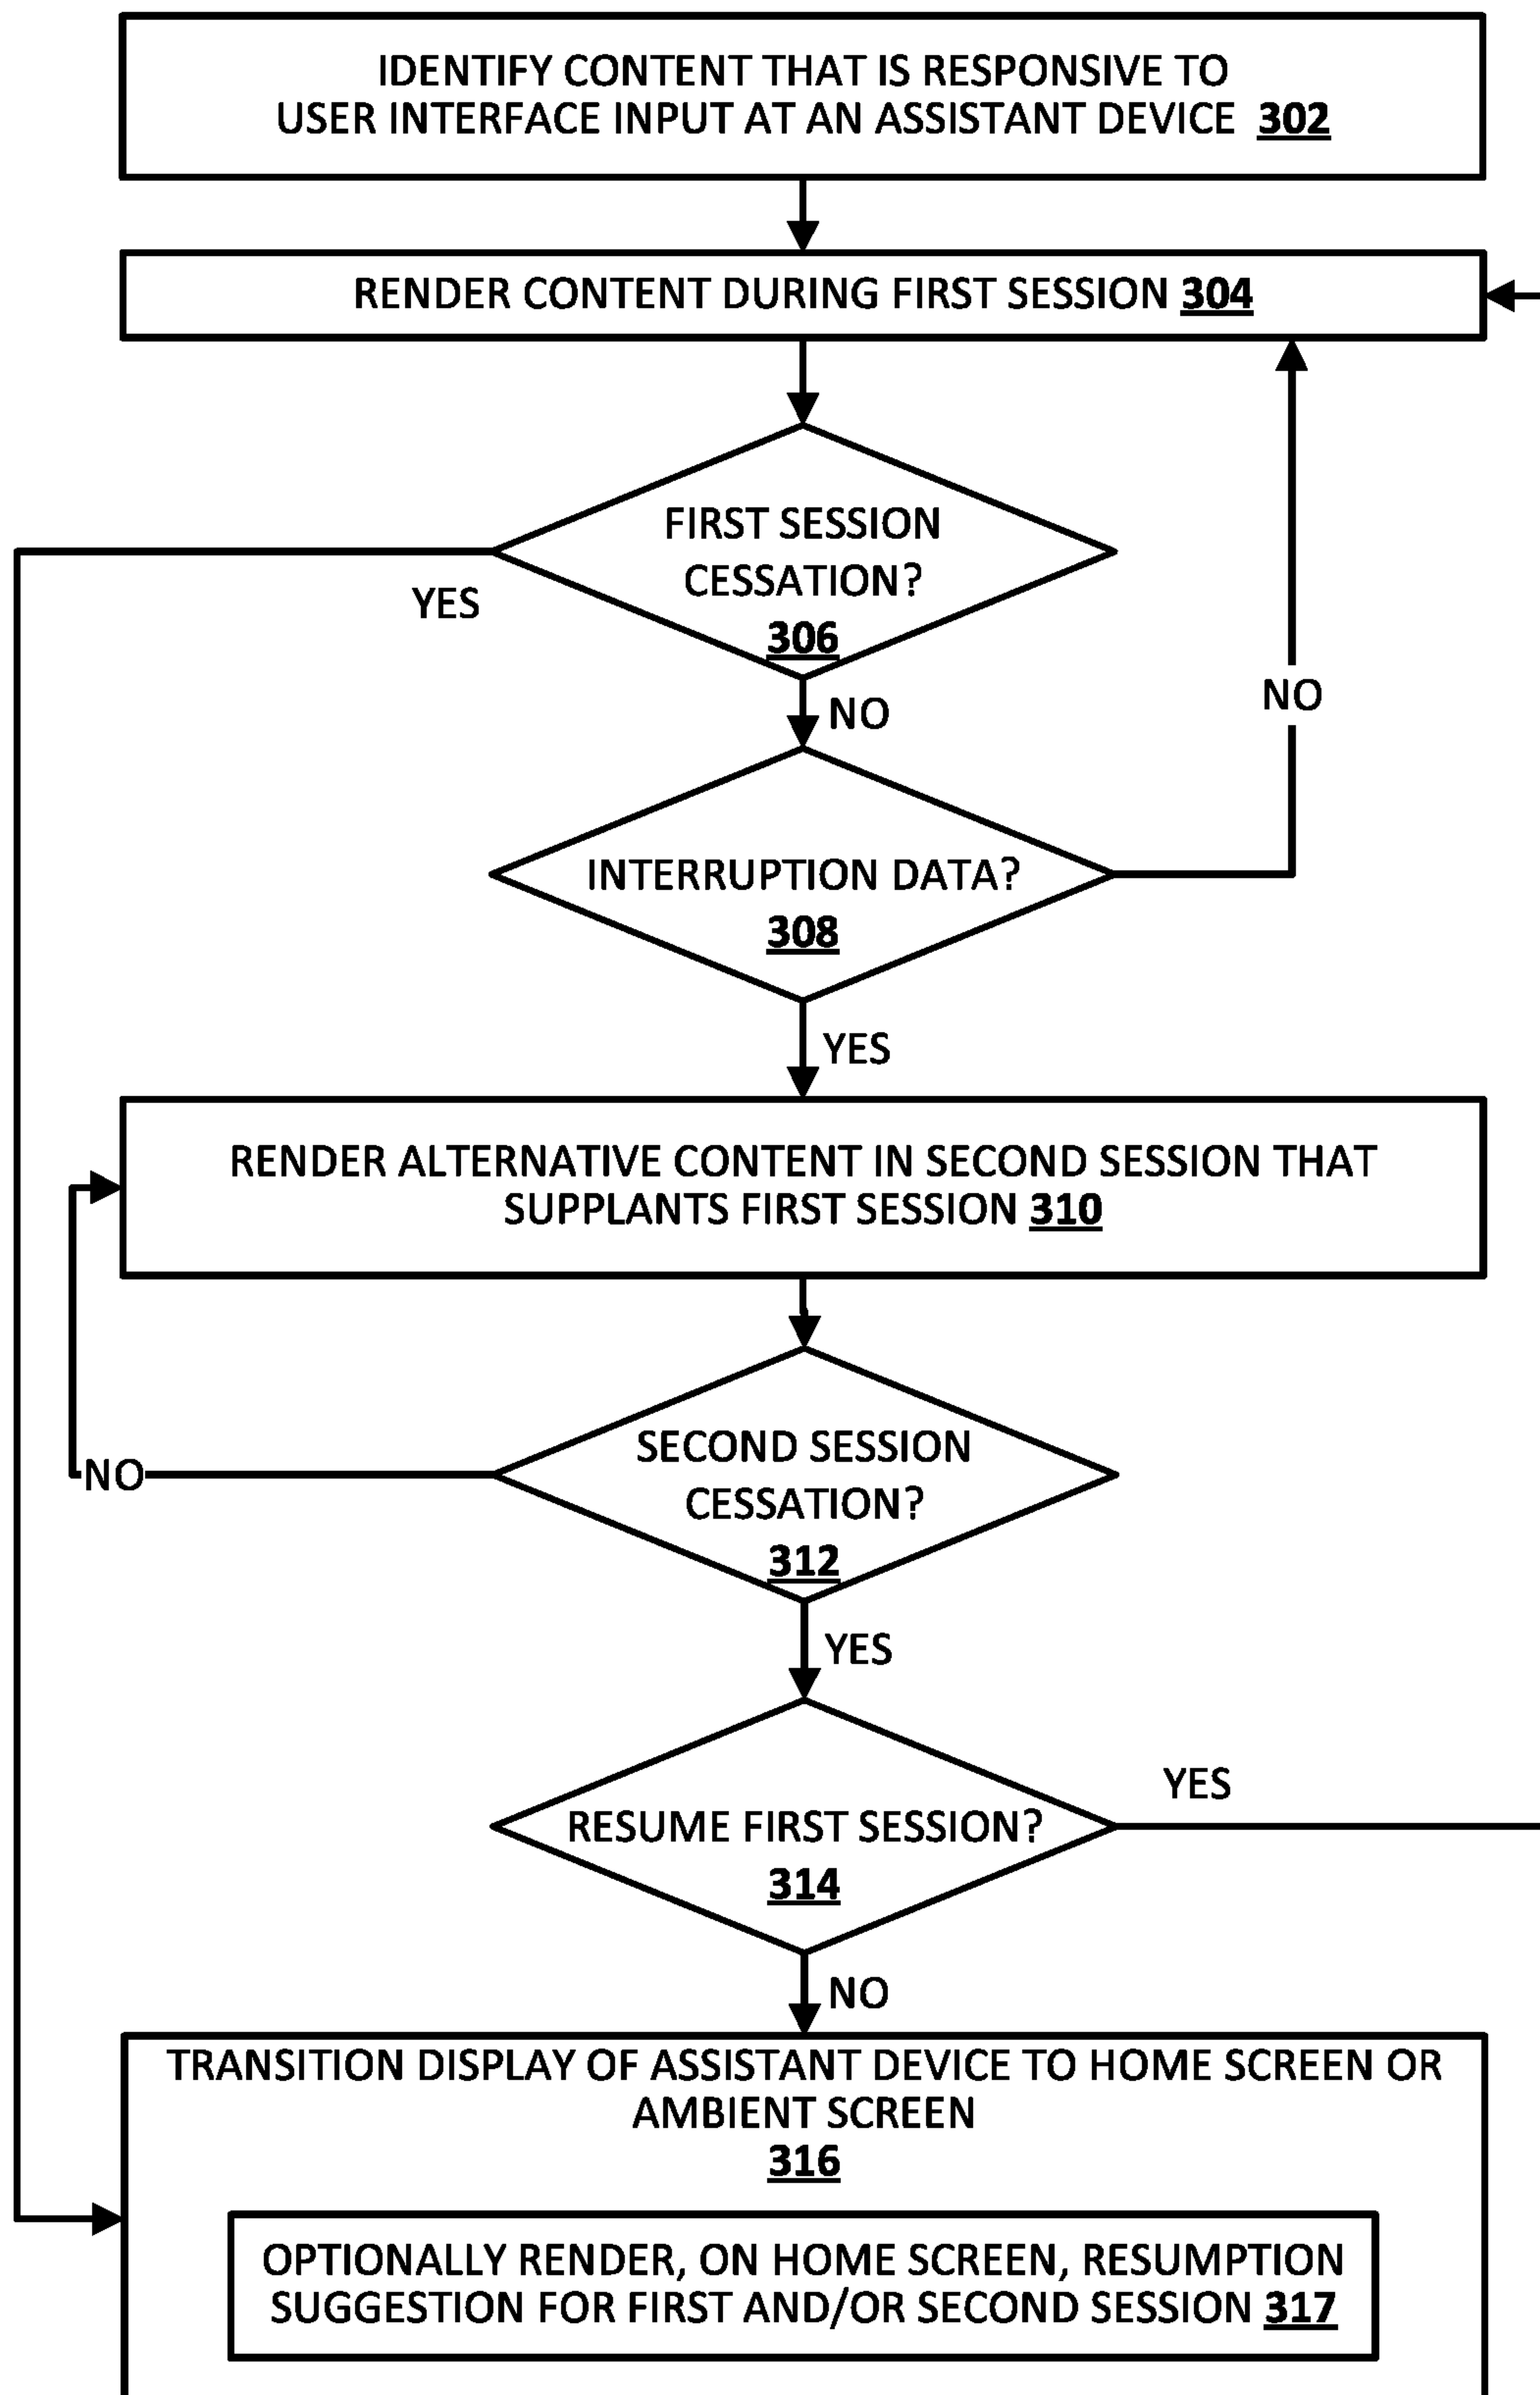 IDENTIFY CONTENT THAT IS RESPONSIVE TO
USER INTERFACE INPUT AT AN ASSISTANT DEVICE 302
RENDER CONTENT DURING FIRST SESSION 304
FIRST SESSION
CESSATION?
306
YES
NO
NO
INTERRUPTION DATA?
308
YES
RENDER ALTERNATIVE CONTENT IN SECOND SESSION THAT
SUPPLANTS FIRST SESSION 310
SECOND SESSION
CESSATION?
312
NO
YES
RESUME FIRST SESSION?
314
YES
NO
TRANSITION DISPLAY OF ASSISTANT DEVICE TO HOME SCREEN OR
AMBIENT SCREEN
316
OPTIONALLY RENDER, ON HOME SCREEN, RESUMPTION
SUGGESTION FOR FIRST AND/OR SECOND SESSION 317